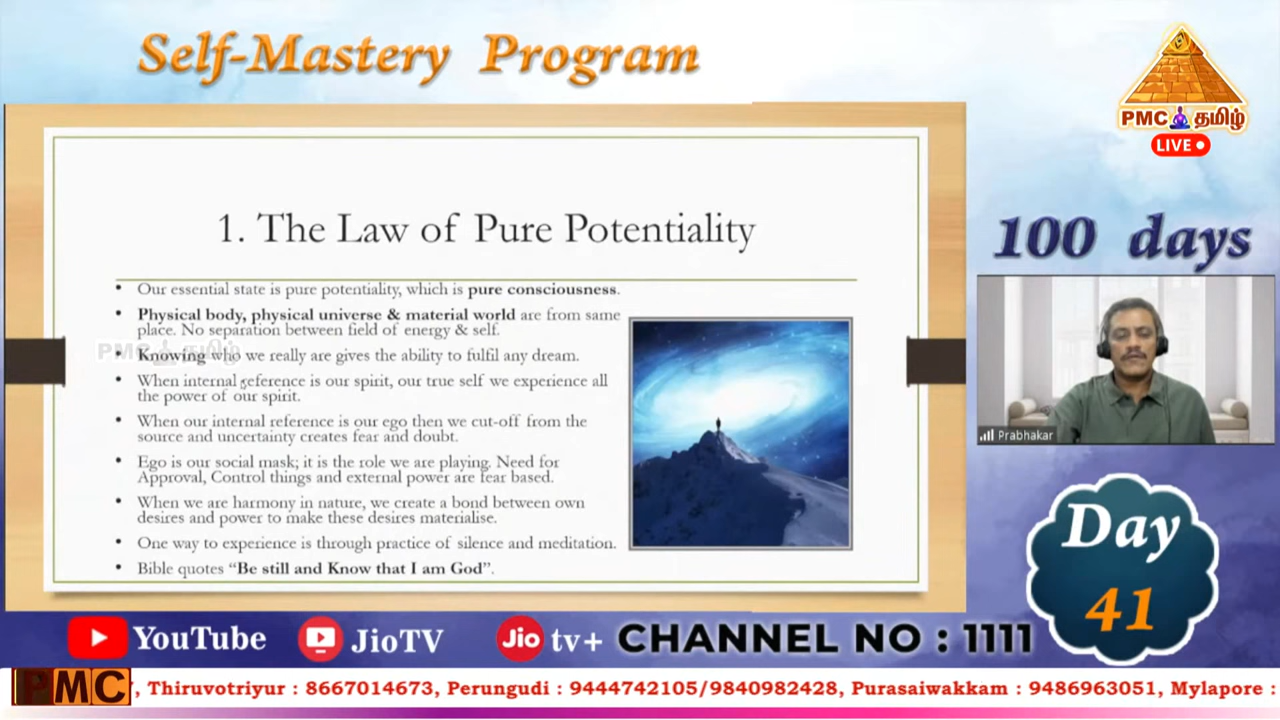 Self-Mastery Program
PMC தமிழ்
LIVE
1. The Law of Pure Potentiality
• Our essential state is pure potentiality, which is pure consciousness.
• Physical body, physical universe & material world are from same
place. No separation between field of energy & self.
PMC தமிழ்
• Knowing who we really are gives the ability to fulfil any dream.
• When internal reference is our spirit, our true self we experience all
the power of our spirit.
• When our internal reference is our ego then we cut-off from the
source and uncertainty creates fear and doubt.
• Ego is our social mask; it is the role we are playing. Need for
Approval, Control things and external power are fear based.
• When we are harmony in nature, we create a bond between own
desires and power to make these desires materialise.
• One way to experience is through practice of silence and meditation.
• Bible quotes “Be still and Know that I am God”.
100 days
Prabhakar
Day
41
YouTube JioTV Jio tv+ CHANNEL NO : 1111
PMC , Thiruvotriyur : 8667014673, Perungudi : 9444742105/9840982428, Purasaiwakkam : 9486963051, Mylapore :